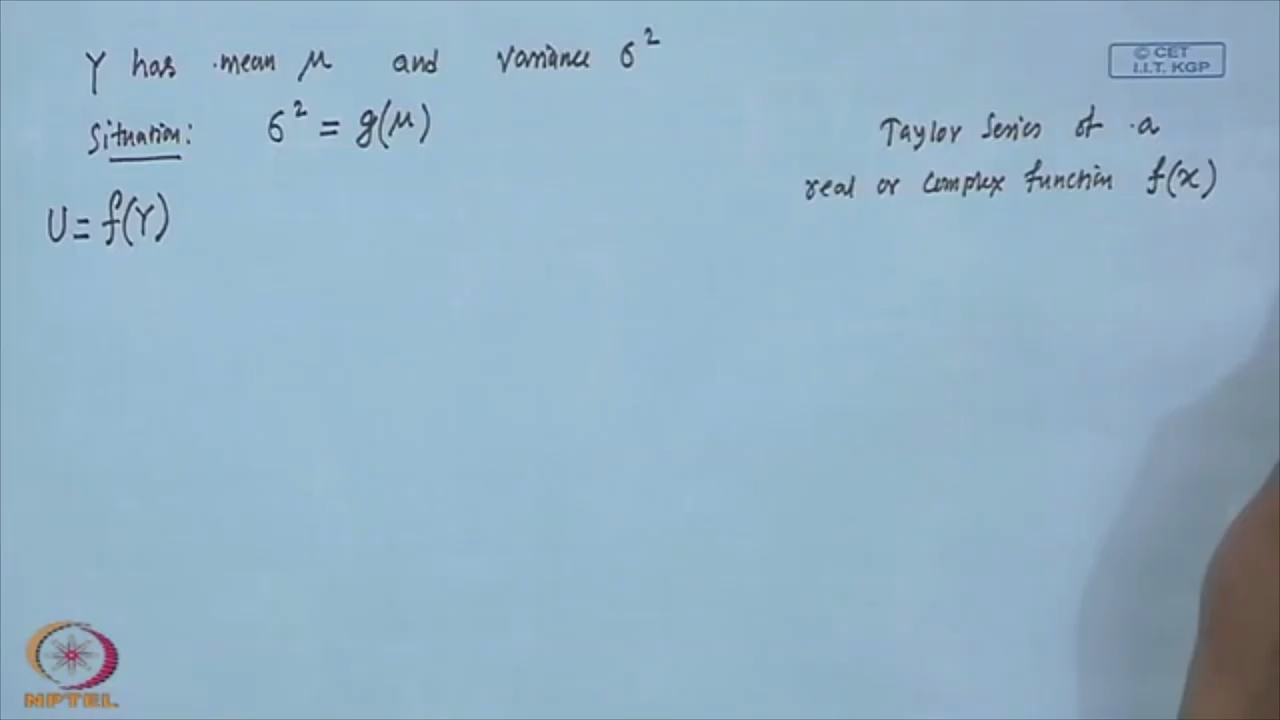 Y has mean μ and variance σ²
© CET
I.I.T. KGP
Situation: σ² = g(μ)
Taylor Series of a
real or complex function f(x)
U = f(Y)
NPTEL